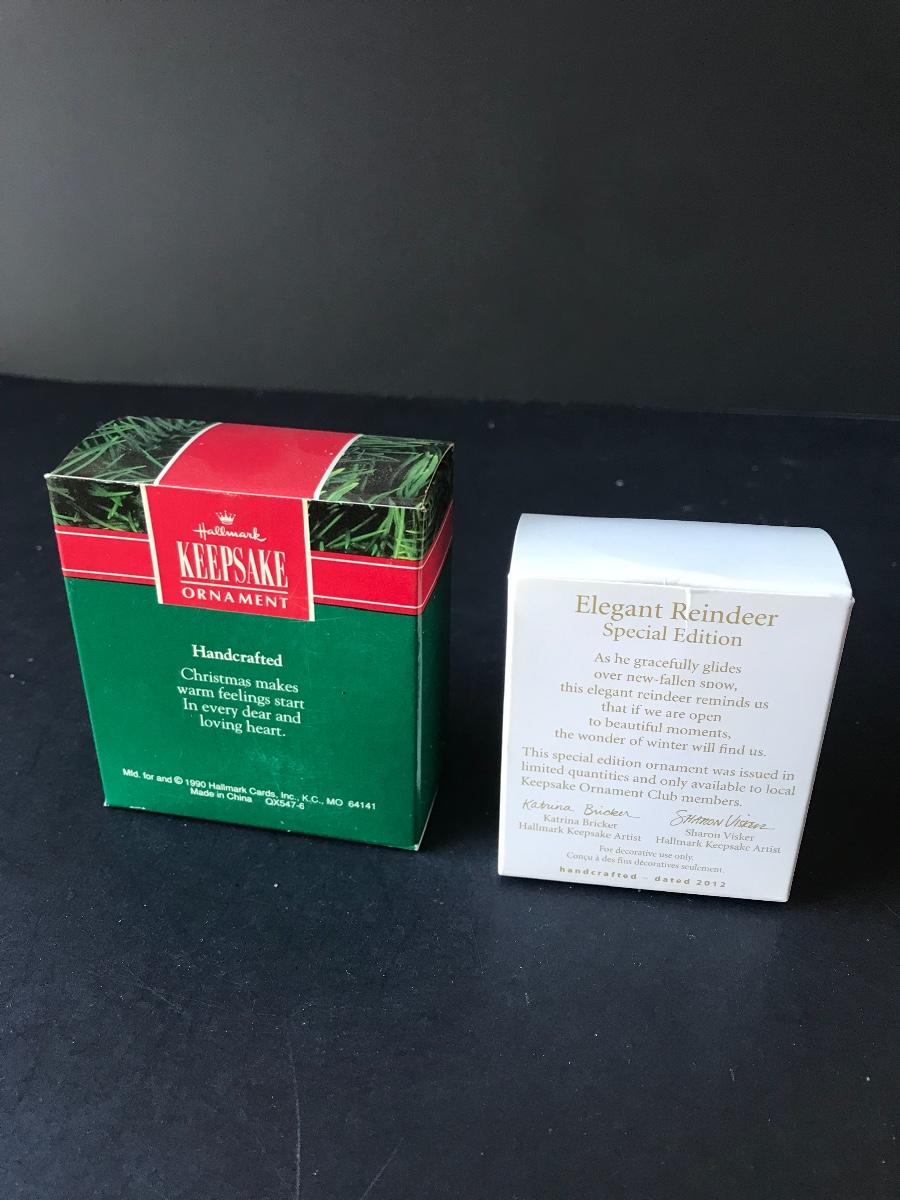 Hallmark
KEEPSAKE
ORNAMENT
Handcrafted
Christmas makes
warm feelings start
In every dear and
loving heart.
Mfd. for and © 1990 Hallmark Cards, Inc., K.C., MO 64141
Made in China QX547-6
Elegant Reindeer
Special Edition
As he gracefully glides
over new-fallen snow,
this elegant reindeer reminds us
that if we are open
to beautiful moments,
the wonder of winter will find us.
This special edition ornament was issued in
limited quantities and only available to local
Keepsake Ornament Club members.
Katrina Bricker Sharon Visker
Katrina Bricker Sharon Visker
Hallmark Keepsake Artist Hallmark Keepsake Artist
For decorative use only.
Conçu à des fins décoratives seulement.
handcrafted – dated 2012